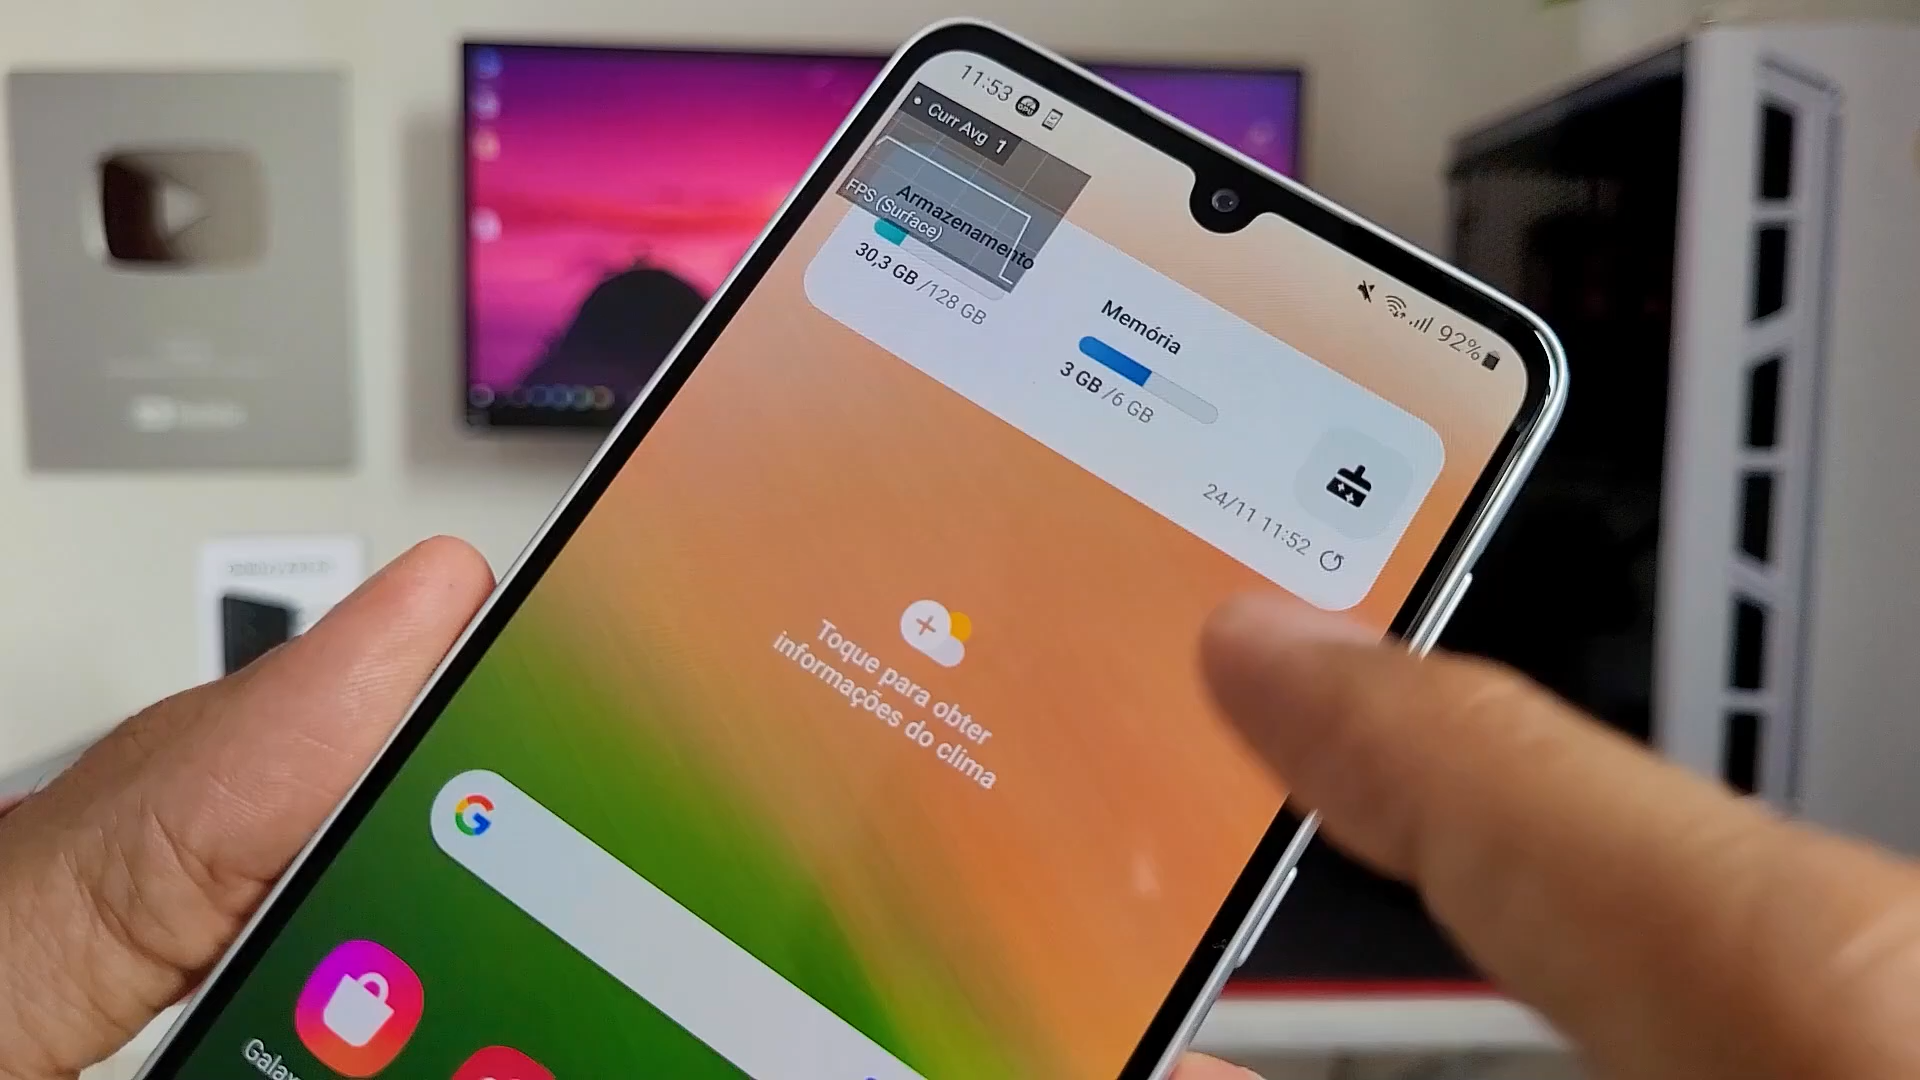 11:53
92%
Curr Avg 1
FPS (Surface)
Armazenamento
30,3 GB /128 GB
Memória
3 GB /6 GB
24/11 11:52
Toque para obter
informações do clima
G